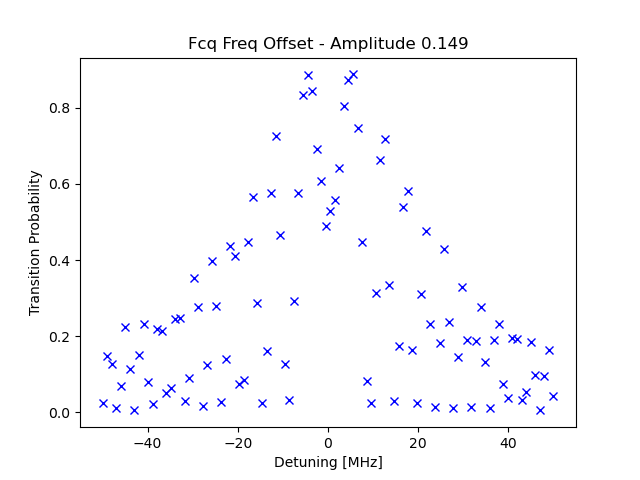 Fcq Freq Offset - Amplitude 0.149
Transition Probability
0.8
0.6
0.4
0.2
0.0
−40 −20 0 20 40
Detuning [MHz]